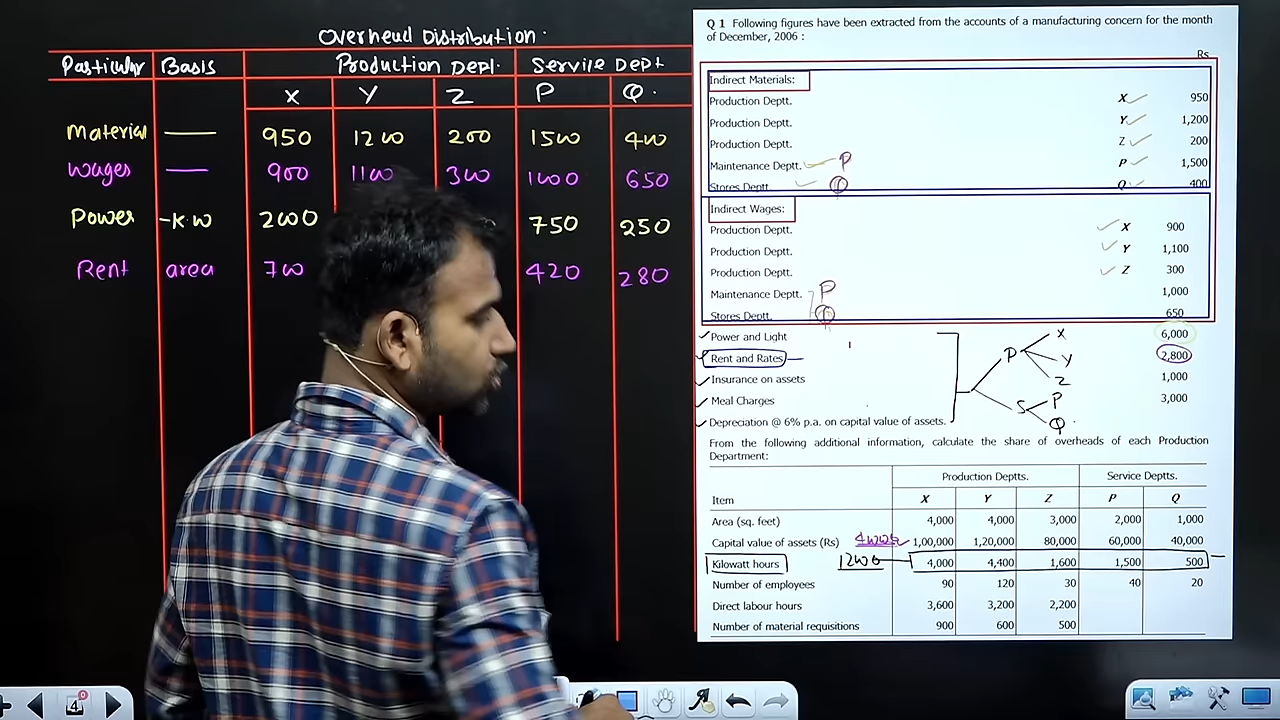 Overhead Distribution.
Particular Basis Production Dept. Service Dept
X Y Z P Q.
Material — 950 1200 200 1500 400
Wages — 900 1100 300 1000 650
Power -K.W 2000 750 250
Rent area 700 420 280
Q 1 Following figures have been extracted from the accounts of a manufacturing concern for the month
of December, 2006 :
Rs
Indirect Materials:
Production Deptt. X 950
Production Deptt. Y 1,200
Production Deptt. Z 200
Maintenance Deptt. P P 1,500
Stores Deptt. Q Q 400
Indirect Wages:
Production Deptt. X 900
Production Deptt. Y 1,100
Production Deptt. Z 300
Maintenance Deptt. P 1,000
Stores Deptt. Q 650
Power and Light 6,000
Rent and Rates 2,800
Insurance on assets 1,000
Meal Charges 3,000
Depreciation @ 6% p.a. on capital value of assets.
P X Y Z
S P Q
From the following additional information, calculate the share of overheads of each Production
Department:
Production Deptts. Service Deptts.
Item X Y Z P Q
Area (sq. feet) 4,000 4,000 3,000 2,000 1,000
Capital value of assets (Rs) 1,00,000 1,20,000 80,000 60,000 40,000
Kilowatt hours 12000 4,000 4,400 1,600 1,500 500
Number of employees 90 120 30 40 20
Direct labour hours 3,600 3,200 2,200
Number of material requisitions 900 600 500
4